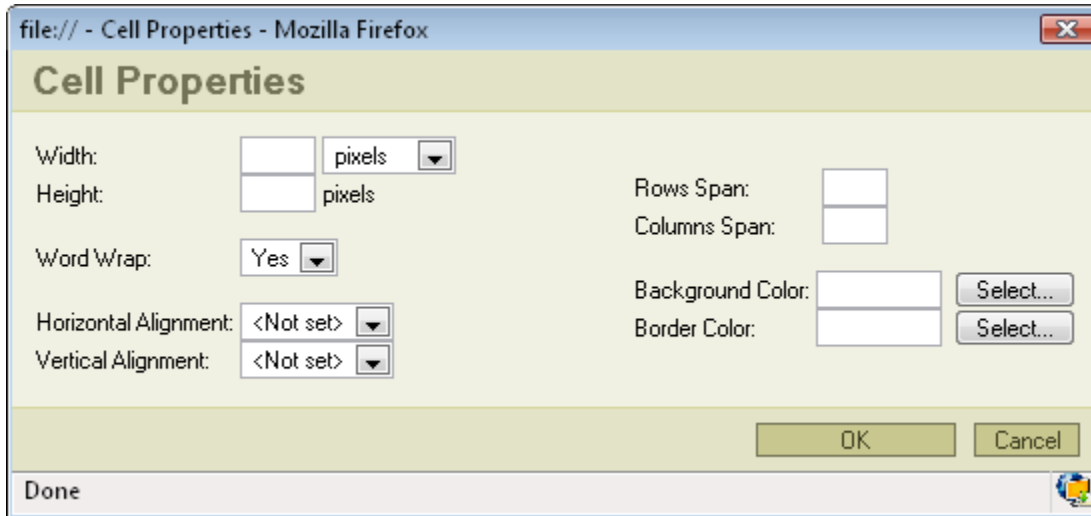 file:// - Cell Properties - Mozilla Firefox
Cell Properties
Width: pixels
Height: pixels
Word Wrap: Yes
Horizontal Alignment: <Not set>
Vertical Alignment: <Not set>
Rows Span:
Columns Span:
Background Color: Select...
Border Color: Select...
OK Cancel
Done